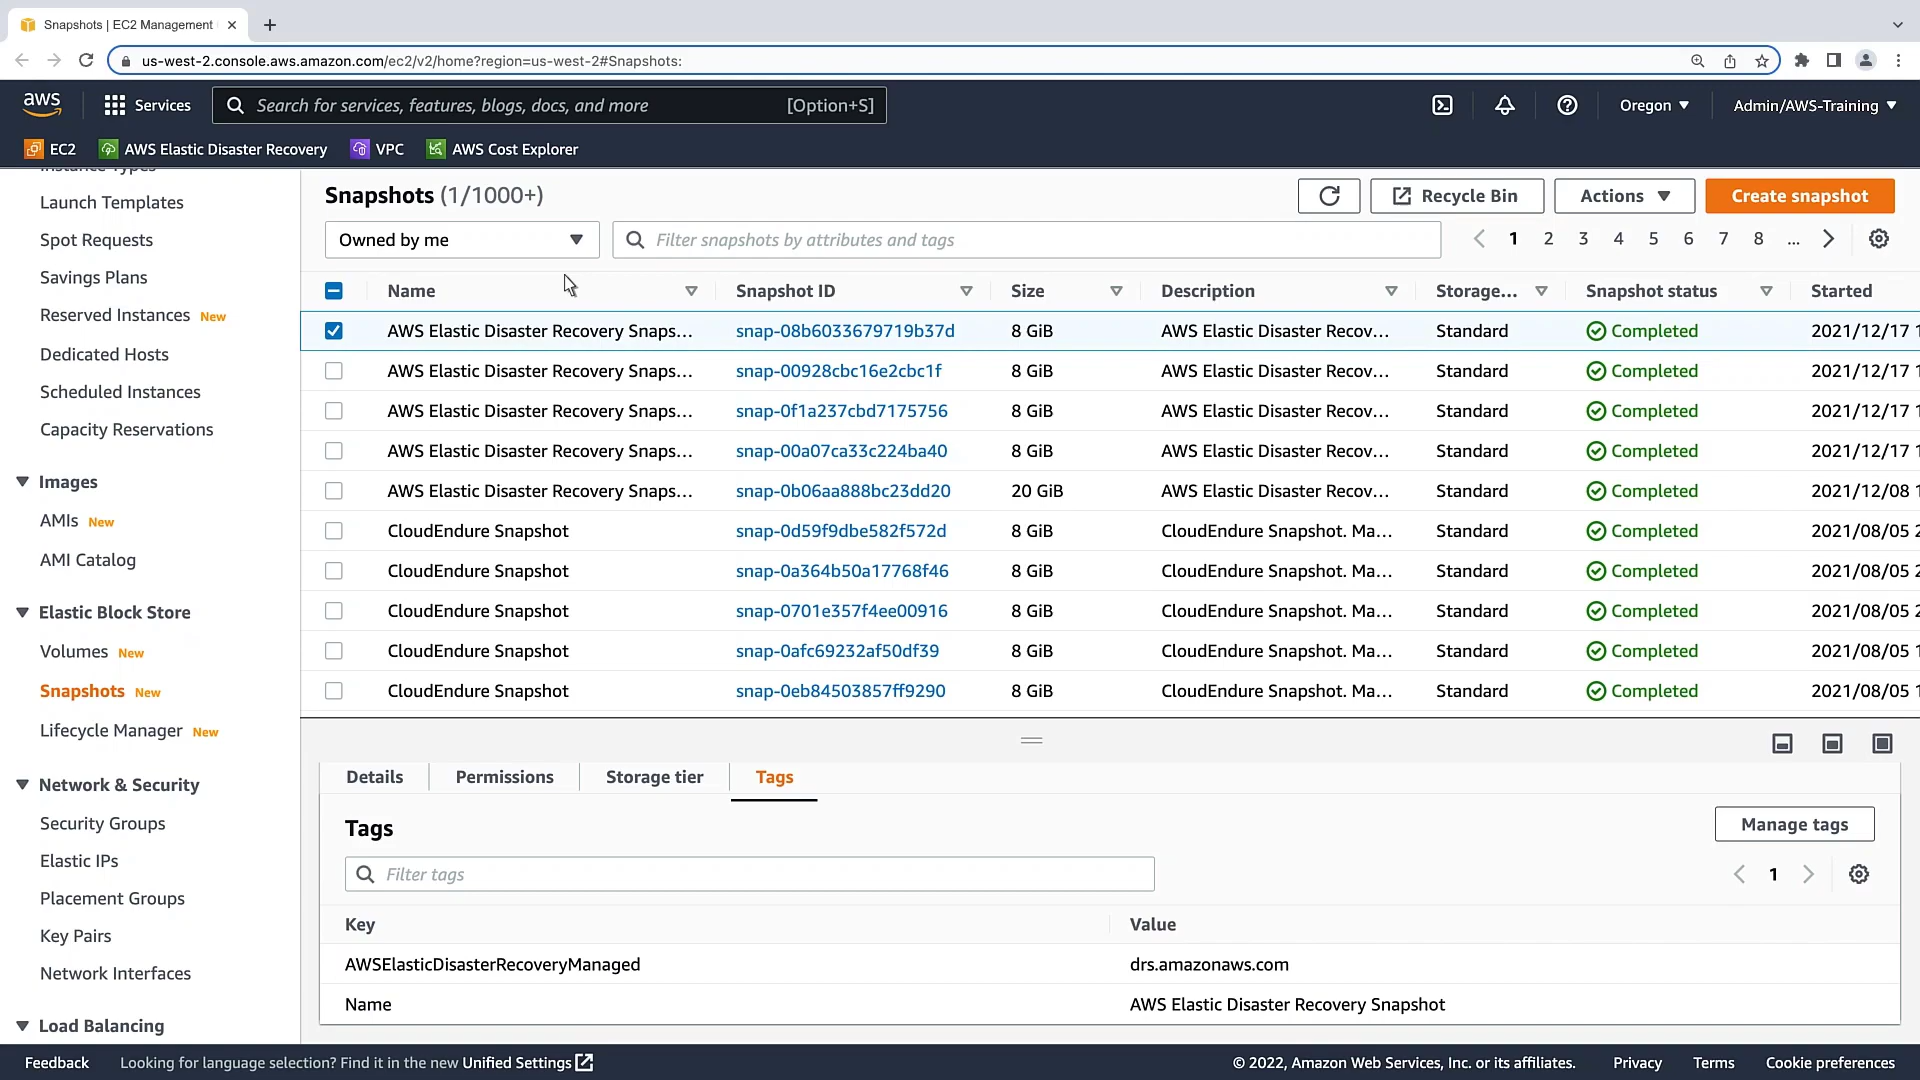 Snapshots | EC2 Management
us-west-2.console.aws.amazon.com/ec2/v2/home?region=us-west-2#Snapshots:
aws Services Search for services, features, blogs, docs, and more [Option+S] Oregon ▼ Admin/AWS-Training ▼
EC2 AWS Elastic Disaster Recovery VPC AWS Cost Explorer
Instance Types
Launch Templates
Spot Requests
Savings Plans
Reserved Instances New
Dedicated Hosts
Scheduled Instances
Capacity Reservations
Images
AMIs New
AMI Catalog
Elastic Block Store
Volumes New
Snapshots New
Lifecycle Manager New
Network & Security
Security Groups
Elastic IPs
Placement Groups
Key Pairs
Network Interfaces
Load Balancing
Snapshots (1/1000+) Recycle Bin Actions ▼ Create snapshot
Owned by me Filter snapshots by attributes and tags 1 2 3 4 5 6 7 8 ...
Name Snapshot ID Size Description Storage... Snapshot status Started
AWS Elastic Disaster Recovery Snaps... snap-08b6033679719b37d 8 GiB AWS Elastic Disaster Recov... Standard Completed 2021/12/17 1
AWS Elastic Disaster Recovery Snaps... snap-00928cbc16e2cbc1f 8 GiB AWS Elastic Disaster Recov... Standard Completed 2021/12/17 1
AWS Elastic Disaster Recovery Snaps... snap-0f1a237cbd7175756 8 GiB AWS Elastic Disaster Recov... Standard Completed 2021/12/17 1
AWS Elastic Disaster Recovery Snaps... snap-00a07ca33c224ba40 8 GiB AWS Elastic Disaster Recov... Standard Completed 2021/12/17 1
AWS Elastic Disaster Recovery Snaps... snap-0b06aa888bc23dd20 20 GiB AWS Elastic Disaster Recov... Standard Completed 2021/12/08 1
CloudEndure Snapshot snap-0d59f9dbe582f572d 8 GiB CloudEndure Snapshot. Ma... Standard Completed 2021/08/05 2
CloudEndure Snapshot snap-0a364b50a17768f46 8 GiB CloudEndure Snapshot. Ma... Standard Completed 2021/08/05 2
CloudEndure Snapshot snap-0701e357f4ee00916 8 GiB CloudEndure Snapshot. Ma... Standard Completed 2021/08/05 2
CloudEndure Snapshot snap-0afc69232af50df39 8 GiB CloudEndure Snapshot. Ma... Standard Completed 2021/08/05 1
CloudEndure Snapshot snap-0eb84503857ff9290 8 GiB CloudEndure Snapshot. Ma... Standard Completed 2021/08/05 1
Details Permissions Storage tier Tags
Tags Manage tags
Filter tags 1
Key Value
AWSElasticDisasterRecoveryManaged drs.amazonaws.com
Name AWS Elastic Disaster Recovery Snapshot
Feedback Looking for language selection? Find it in the new Unified Settings © 2022, Amazon Web Services, Inc. or its affiliates. Privacy Terms Cookie preferences